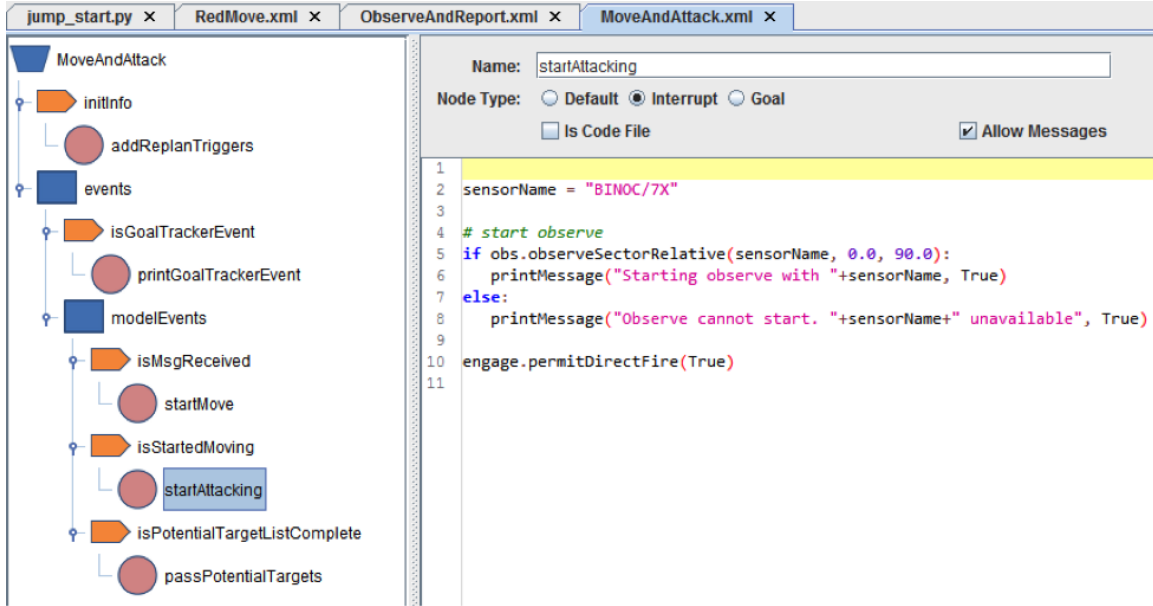 jump_start.py × RedMove.xml × ObserveAndReport.xml × MoveAndAttack.xml ×
MoveAndAttack
initInfo
addReplanTriggers
events
isGoalTrackerEvent
printGoalTrackerEvent
modelEvents
isMsgReceived
startMove
isStartedMoving
startAttacking
isPotentialTargetListComplete
passPotentialTargets
Name: startAttacking
Node Type: Default Interrupt Goal
Is Code File Allow Messages
1
2 sensorName = "BINOC/7X"
3
4 # start observe
5 if obs.observeSectorRelative(sensorName, 0.0, 90.0):
6 printMessage("Starting observe with "+sensorName, True)
7 else:
8 printMessage("Observe cannot start. "+sensorName+" unavailable", True)
9
10 engage.permitDirectFire(True)
11